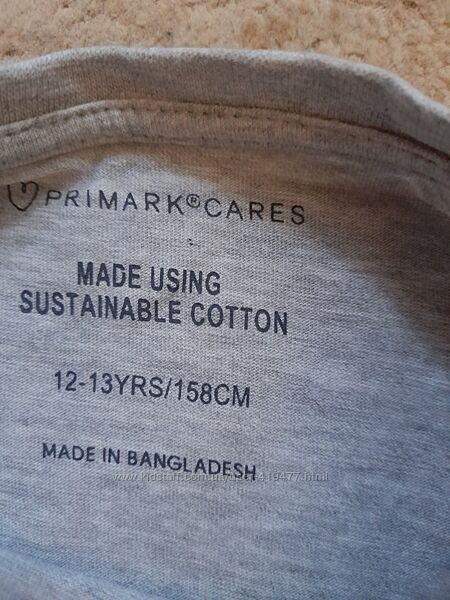 PRIMARK®CARES
MADE USING
SUSTAINABLE COTTON
12-13YRS/158CM
MADE IN BANGLADESH